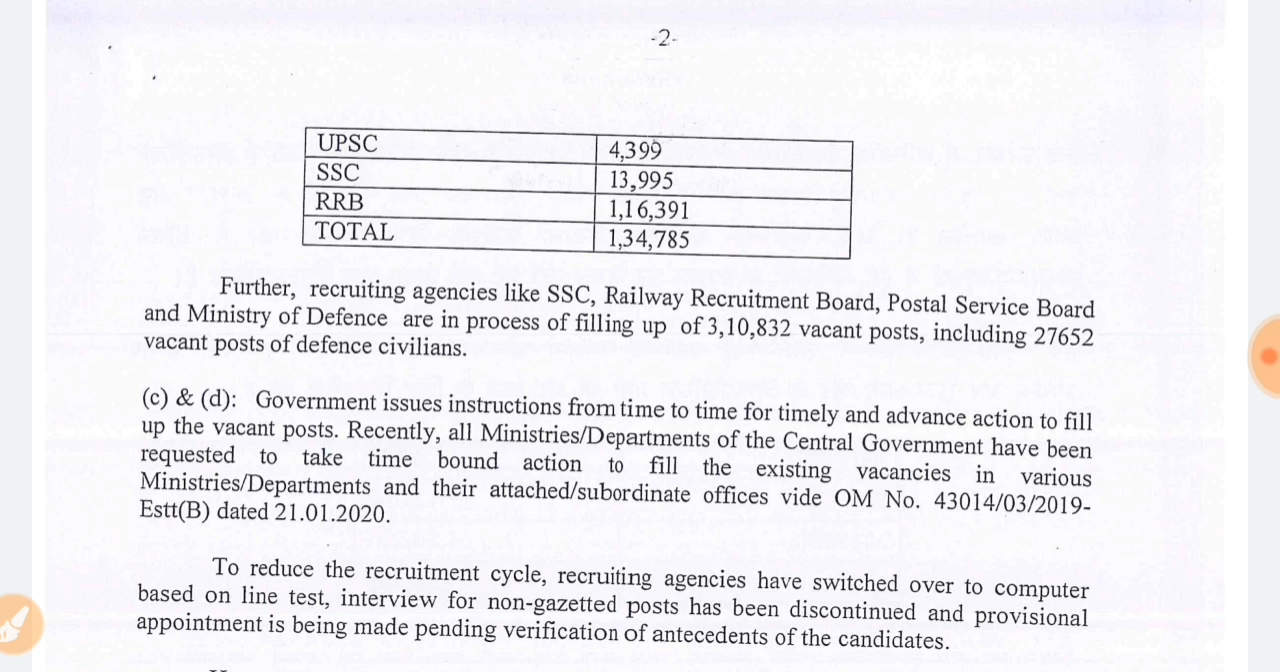 -2-
UPSC 4,399
SSC 13,995
RRB 1,16,391
TOTAL 1,34,785
Further, recruiting agencies like SSC, Railway Recruitment Board, Postal Service Board
and Ministry of Defence are in process of filling up of 3,10,832 vacant posts, including 27652
vacant posts of defence civilians.
(c) & (d): Government issues instructions from time to time for timely and advance action to fill
up the vacant posts. Recently, all Ministries/Departments of the Central Government have been
requested to take time bound action to fill the existing vacancies in various
Ministries/Departments and their attached/subordinate offices vide OM No. 43014/03/2019-
Estt(B) dated 21.01.2020.
To reduce the recruitment cycle, recruiting agencies have switched over to computer
based on line test, interview for non-gazetted posts has been discontinued and provisional
appointment is being made pending verification of antecedents of the candidates.